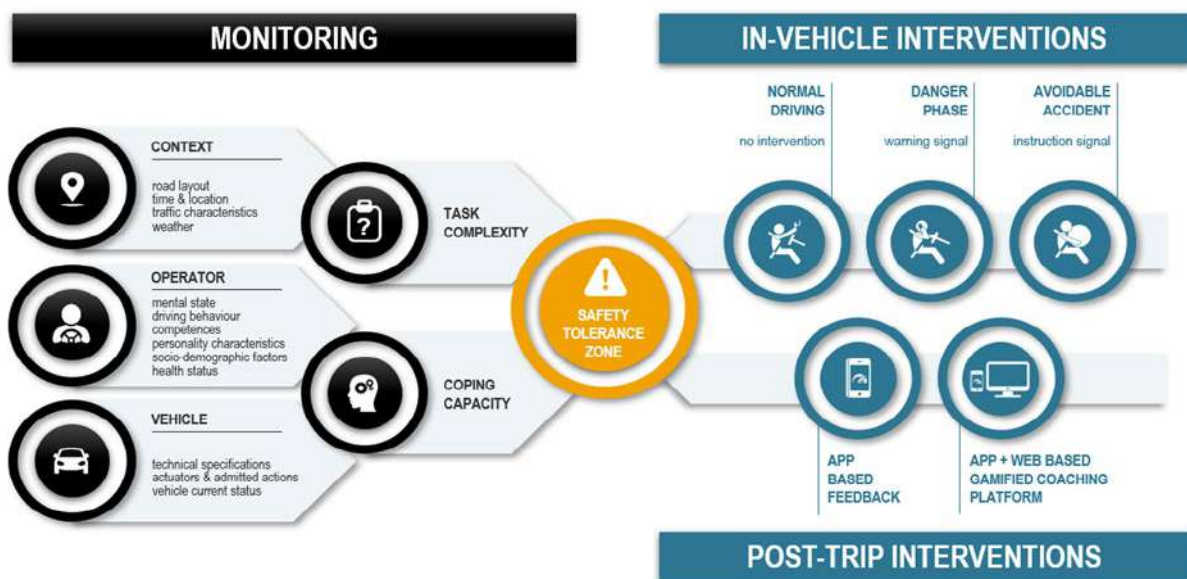 MONITORING
CONTEXT
road layout
time & location
traffic characteristics
weather
OPERATOR
mental state
driving behaviour
competences
personality characteristics
socio-demographic factors
health status
VEHICLE
technical specifications
actuators & admitted actions
vehicle current status
?
TASK
COMPLEXITY
COPING
CAPACITY
!
SAFETY
TOLERANCE
ZONE
IN-VEHICLE INTERVENTIONS
NORMAL
DRIVING
no intervention
DANGER
PHASE
warning signal
AVOIDABLE
ACCIDENT
instruction signal
APP
BASED
FEEDBACK
APP + WEB BASED
GAMIFIED COACHING
PLATFORM
POST-TRIP INTERVENTIONS